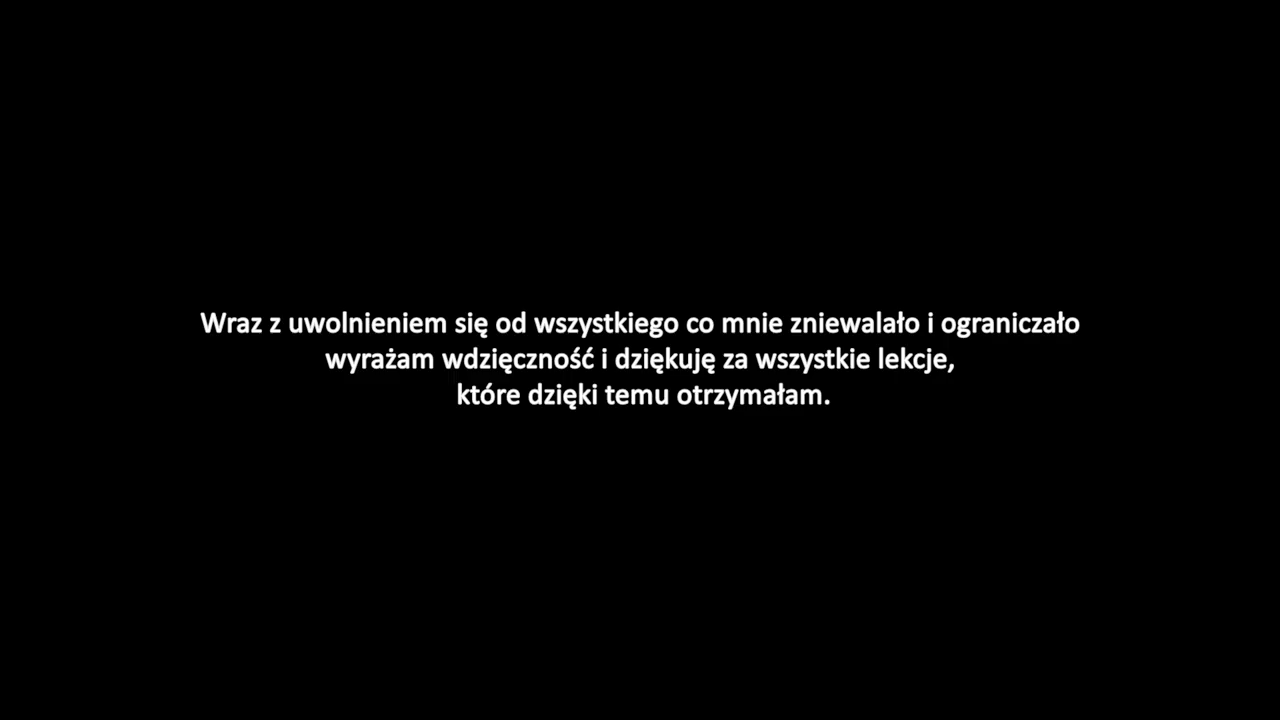 Wraz z uwolnieniem się od wszystkiego co mnie zniewalało i ograniczało
wyrażam wdzięczność i dziękuję za wszystkie lekcje,
które dzięki temu otrzymałam.